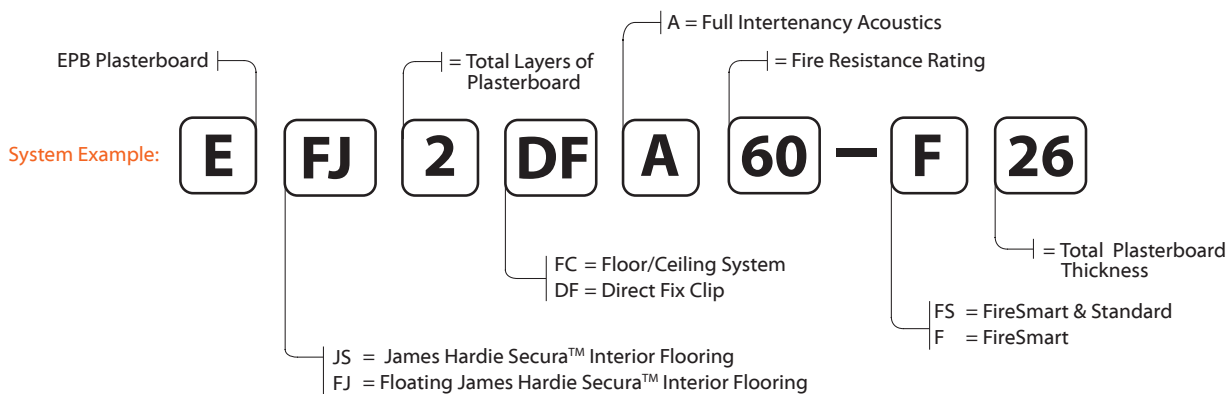 A = Full Intertenancy Acoustics
EPB Plasterboard
= Total Layers of
Plasterboard
= Fire Resistance Rating
System Example:
E FJ 2 DF A 60 – F 26
FC = Floor/Ceiling System
DF = Direct Fix Clip
= Total Plasterboard
Thickness
FS = FireSmart & Standard
F = FireSmart
JS = James Hardie Secura™ Interior Flooring
FJ = Floating James Hardie Secura™ Interior Flooring